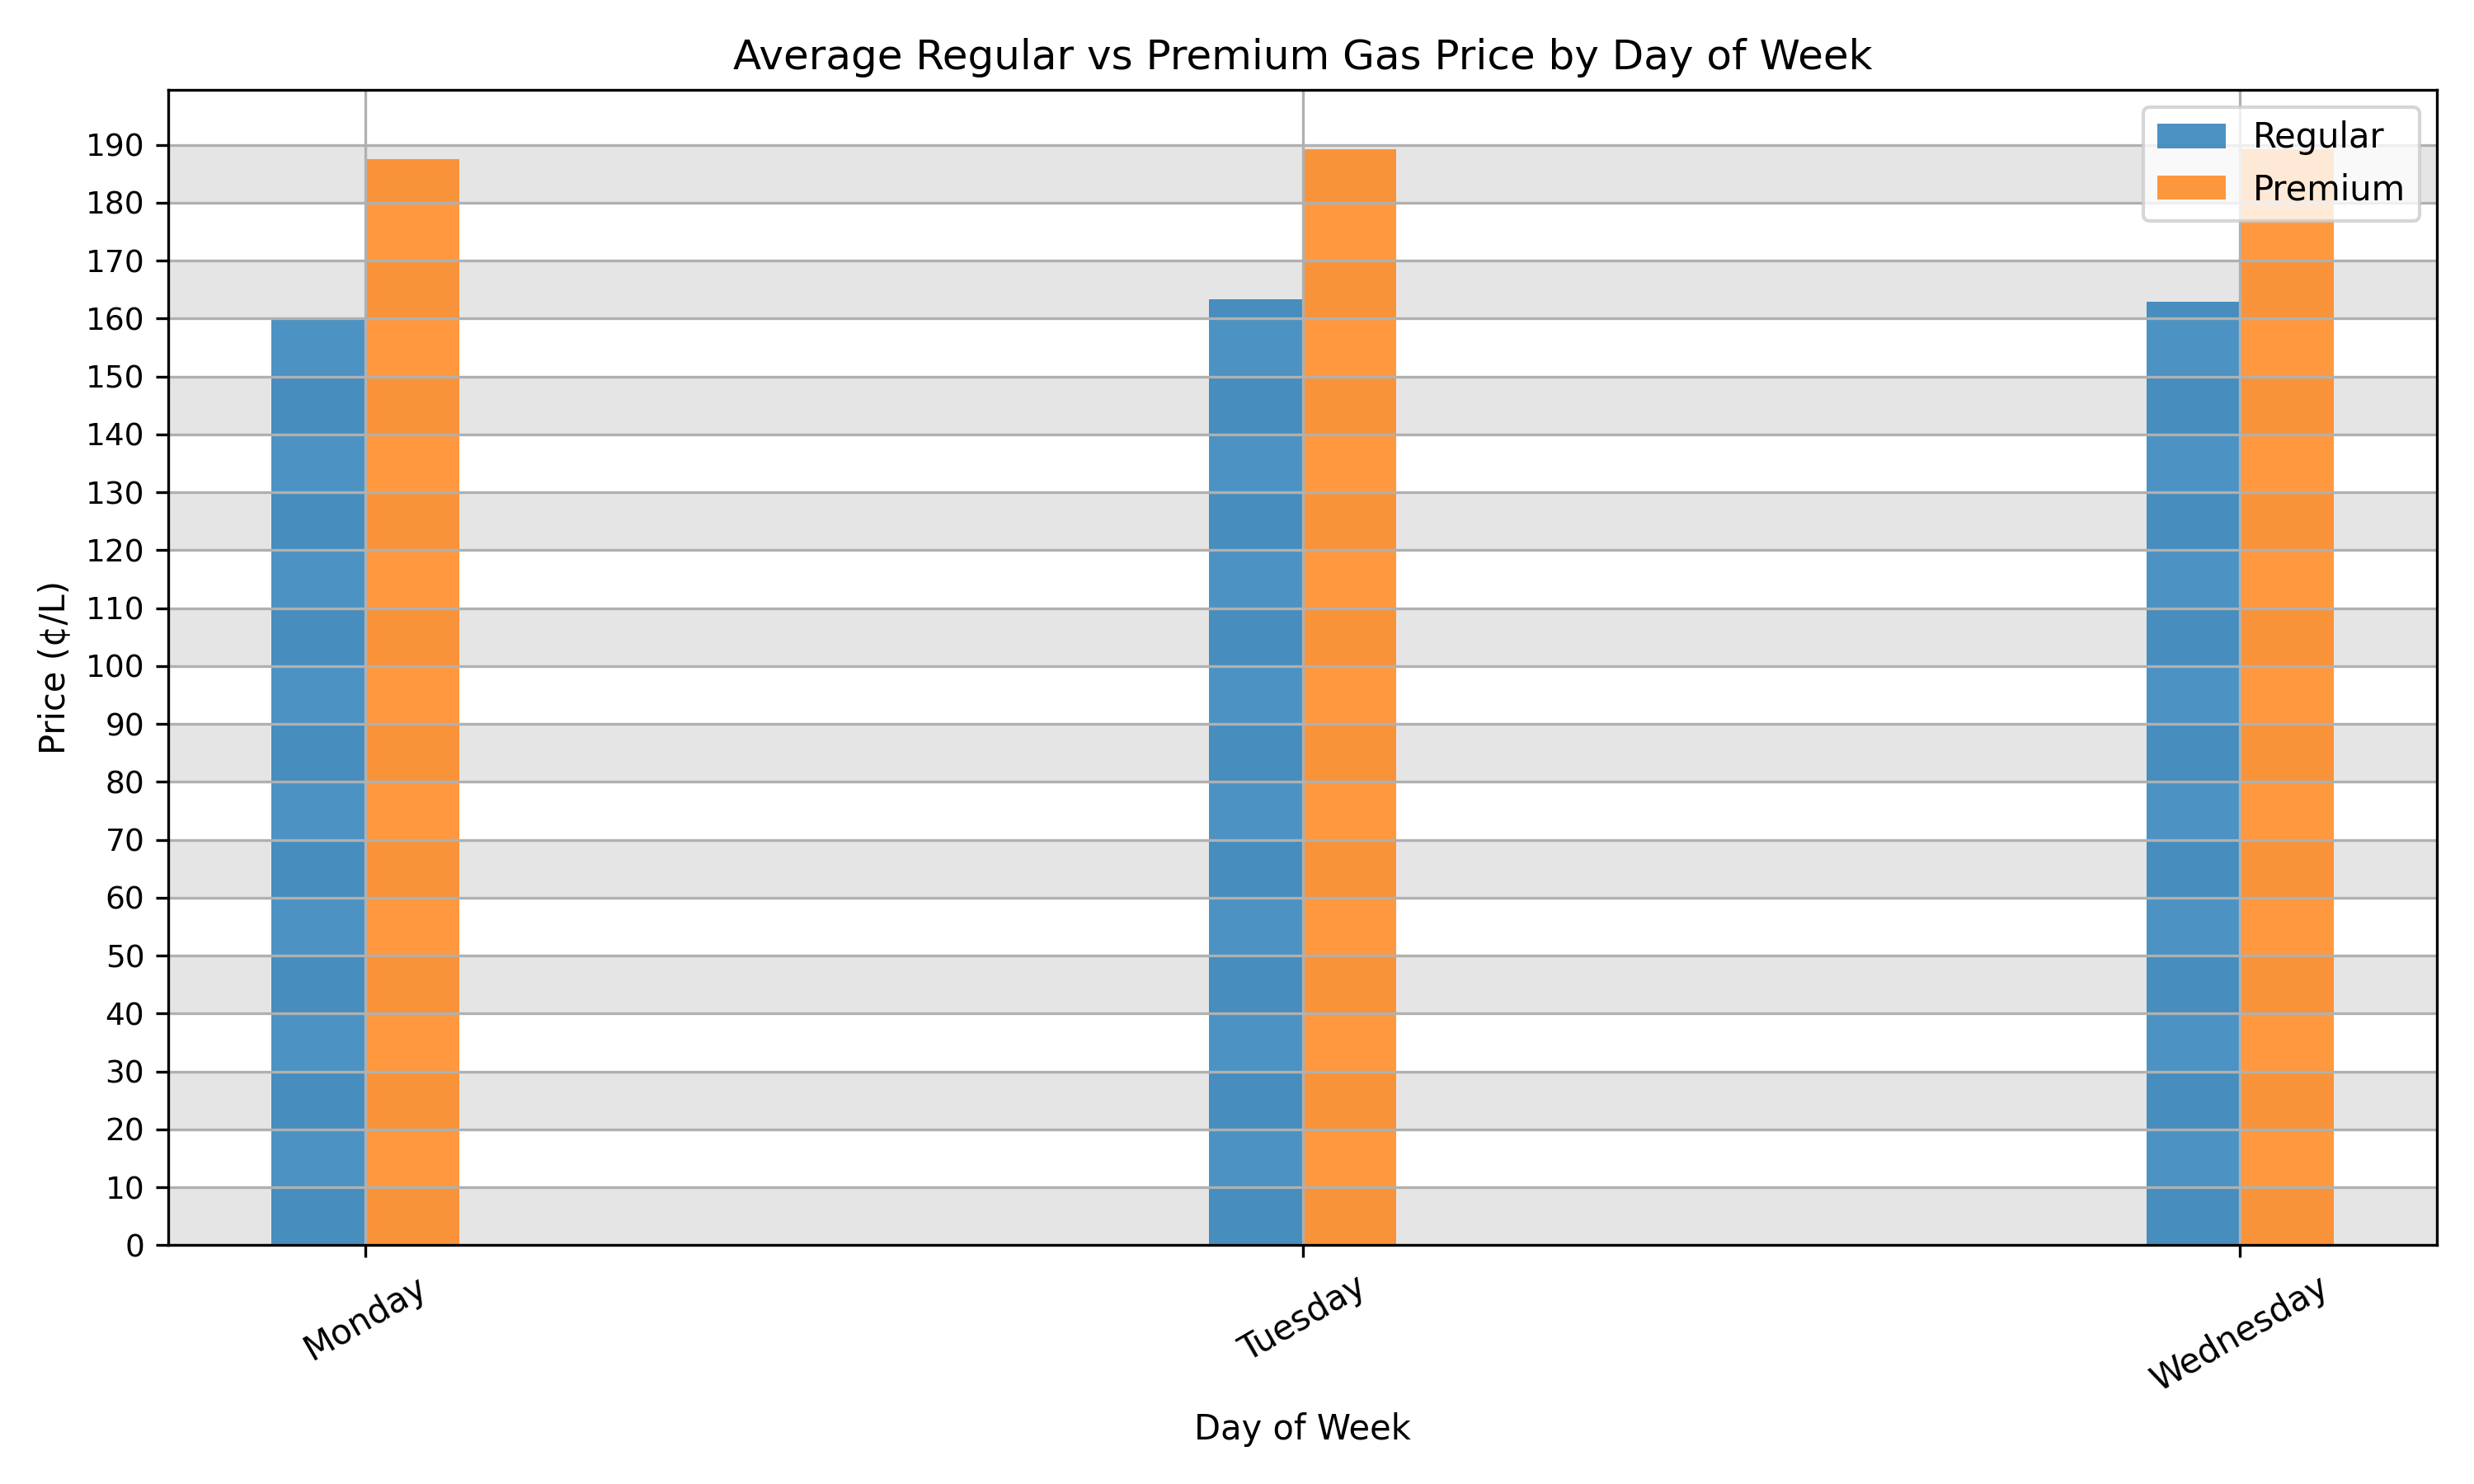 Average Regular vs Premium Gas Price by Day of Week
Regular
Premium
190
180
170
160
150
140
130
120
110
100
90
80
70
60
50
40
30
20
10
0
Price (¢/L)
Monday
Tuesday
Wednesday
Day of Week